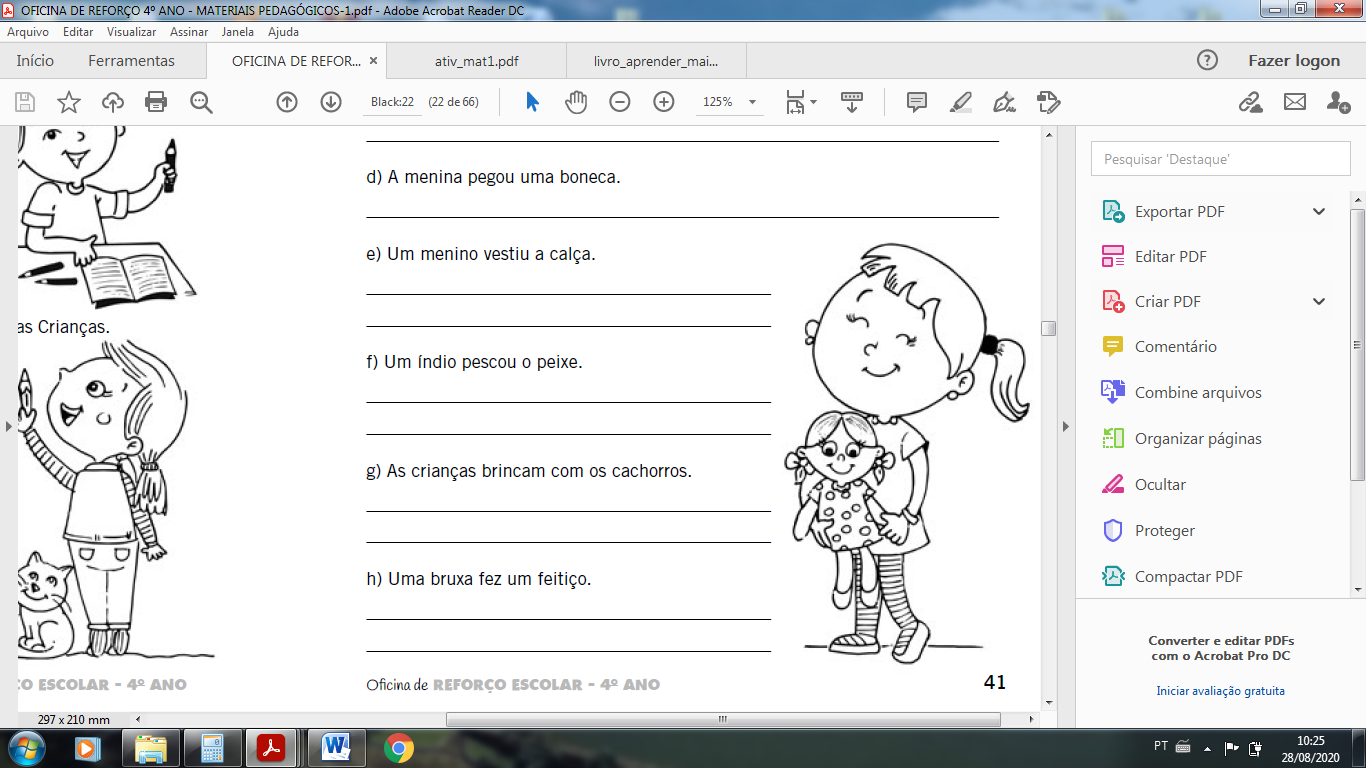 OFICINA DE REFORÇO 4º ANO - MATERIAIS PEDAGÓGICOS-1.pdf - Adobe Acrobat Reader DC
Arquivo Editar Visualizar Assinar Janela Ajuda
Início Ferramentas OFICINA DE REFOR... × ativ_mat1.pdf livro_aprender_mai... ? Fazer logon
Black:22 (22 de 66) 125%
d) A menina pegou uma boneca.
e) Um menino vestiu a calça.
as Crianças.
f) Um índio pescou o peixe.
g) As crianças brincam com os cachorros.
h) Uma bruxa fez um feitiço.
ÇO ESCOLAR - 4º ANO
Oficina de REFORÇO ESCOLAR - 4º ANO 41
297 x 210 mm
Pesquisar 'Destaque'
Exportar PDF
Editar PDF
Criar PDF
Comentário
Combine arquivos
Organizar páginas
Ocultar
Proteger
Compactar PDF
Converter e editar PDFs
com o Acrobat Pro DC
Iniciar avaliação gratuita
PT 10:25
28/08/2020